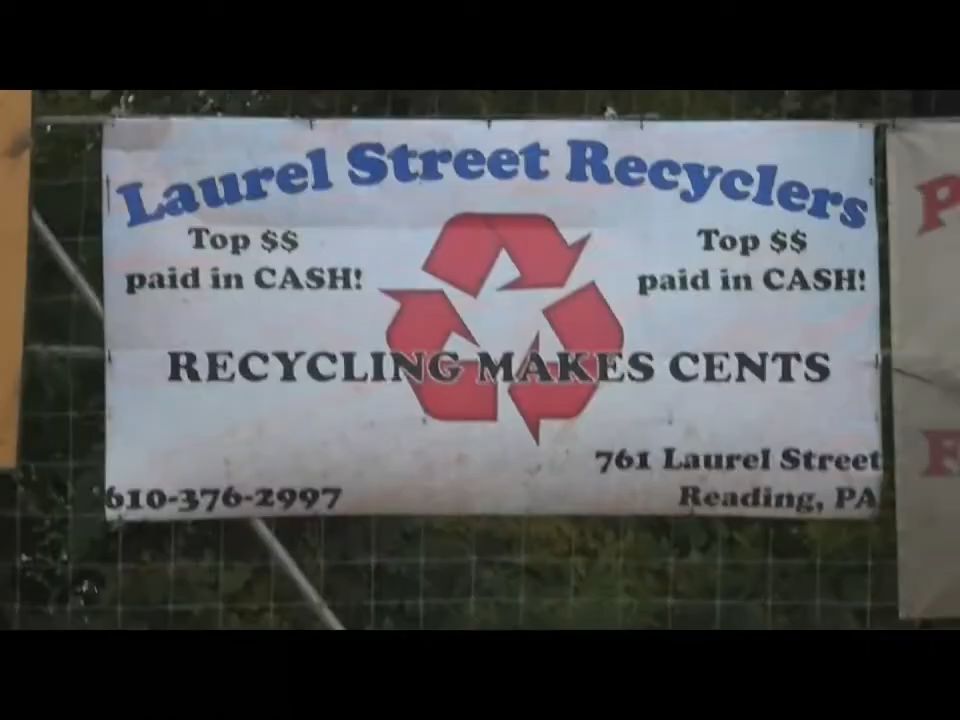 Laurel Street Recyclers
Top $$
paid in CASH!
Top $$
paid in CASH!
RECYCLING MAKES CENTS
761 Laurel Street
610-376-2997
Reading, PA
P
F